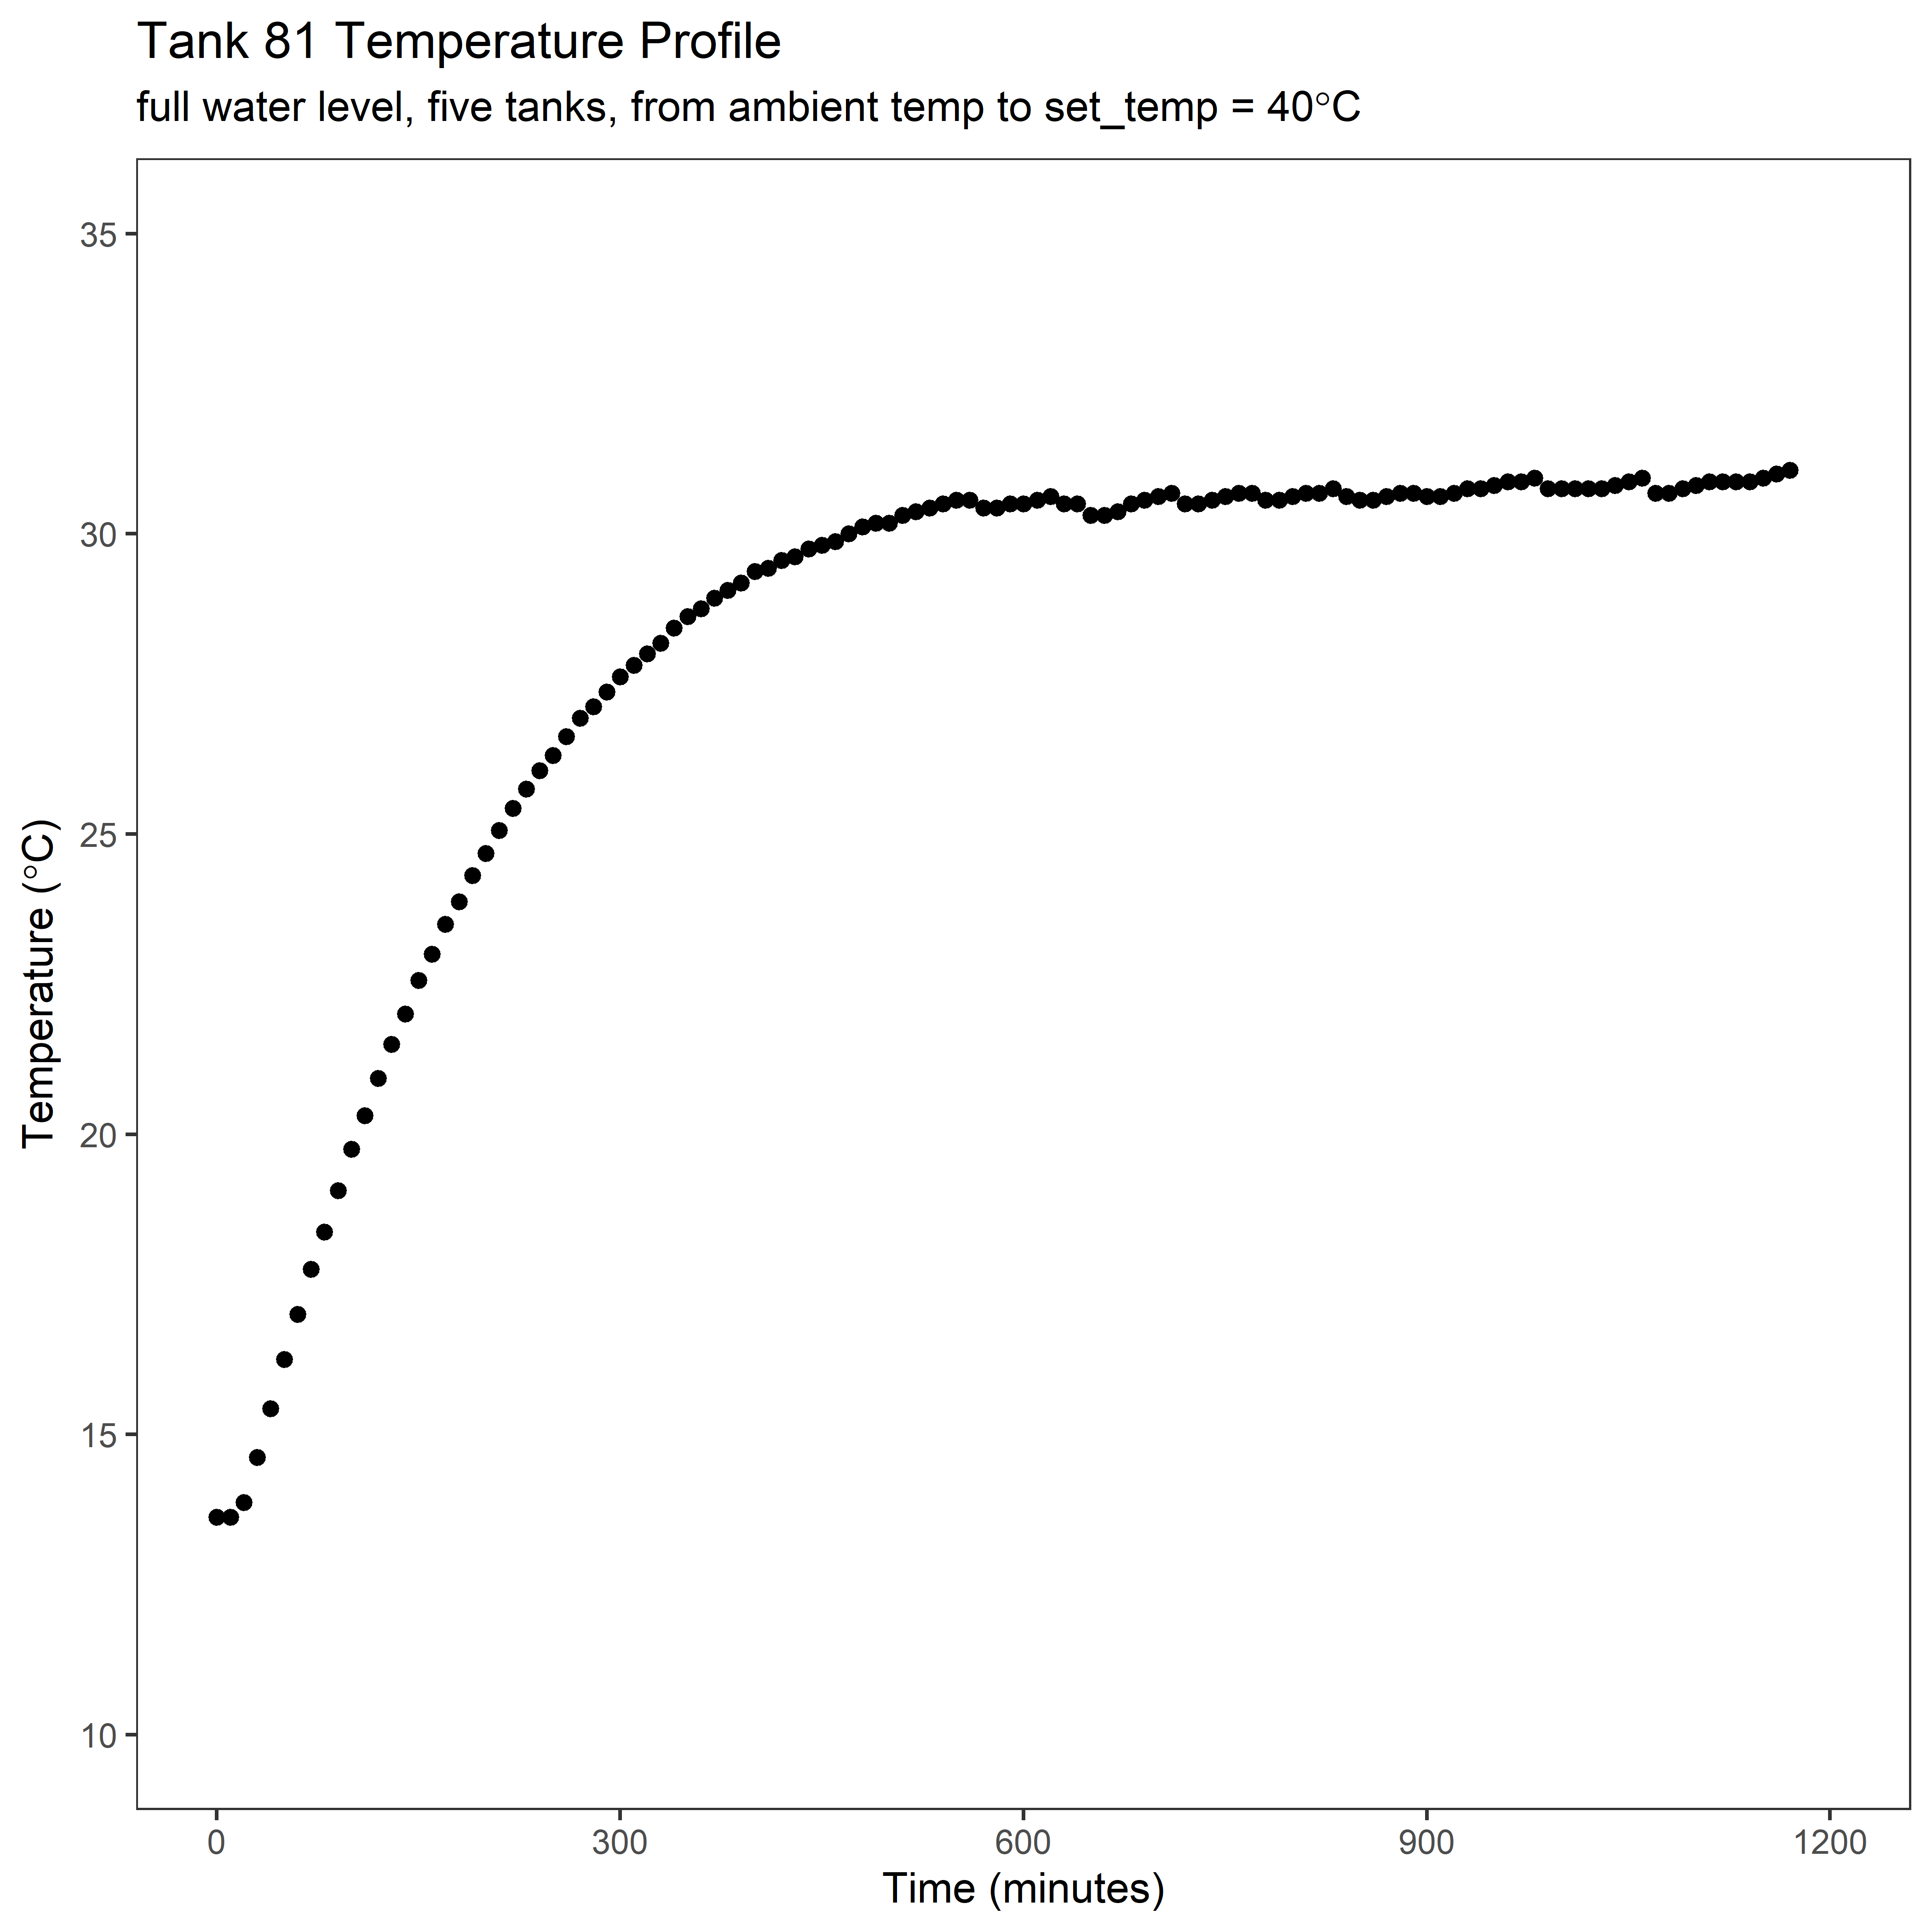 Tank 81 Temperature Profile
full water level, five tanks, from ambient temp to set_temp = 40°C
35
30
25
20
15
10
Temperature (°C)
0 300 600 900 1200
Time (minutes)